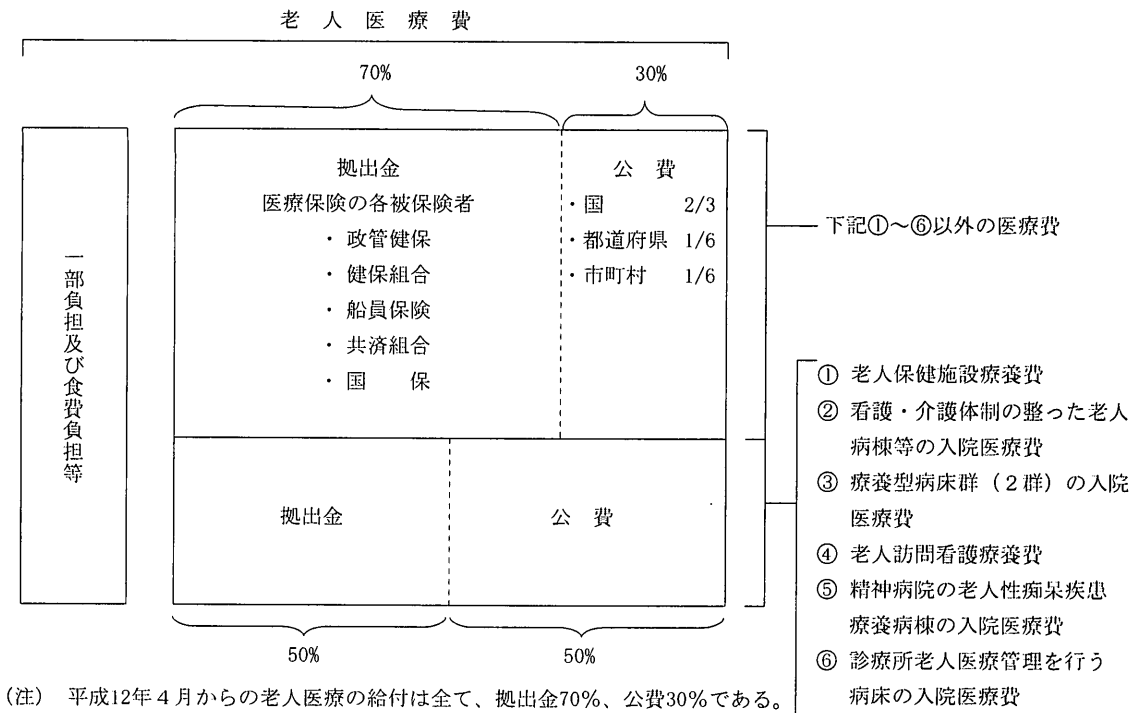 老人医療費
70%
30%
一部負担及び食費負担等
拠出金
医療保険の各被保険者
・政管健保
・健保組合
・船員保険
・共済組合
・国　保
公費
・国 2/3
・都道府県 1/6
・市町村 1/6
下記①～⑥以外の医療費
拠出金
公費
50%
50%
① 老人保健施設療養費
② 看護・介護体制の整った老人
病棟等の入院医療費
③ 療養型病床群（２群）の入院
医療費
④ 老人訪問看護療養費
⑤ 精神病院の老人性痴呆疾患
療養病棟の入院医療費
⑥ 診療所老人医療管理を行う
病床の入院医療費
(注)　平成12年４月からの老人医療の給付は全て、拠出金70%、公費30%である。